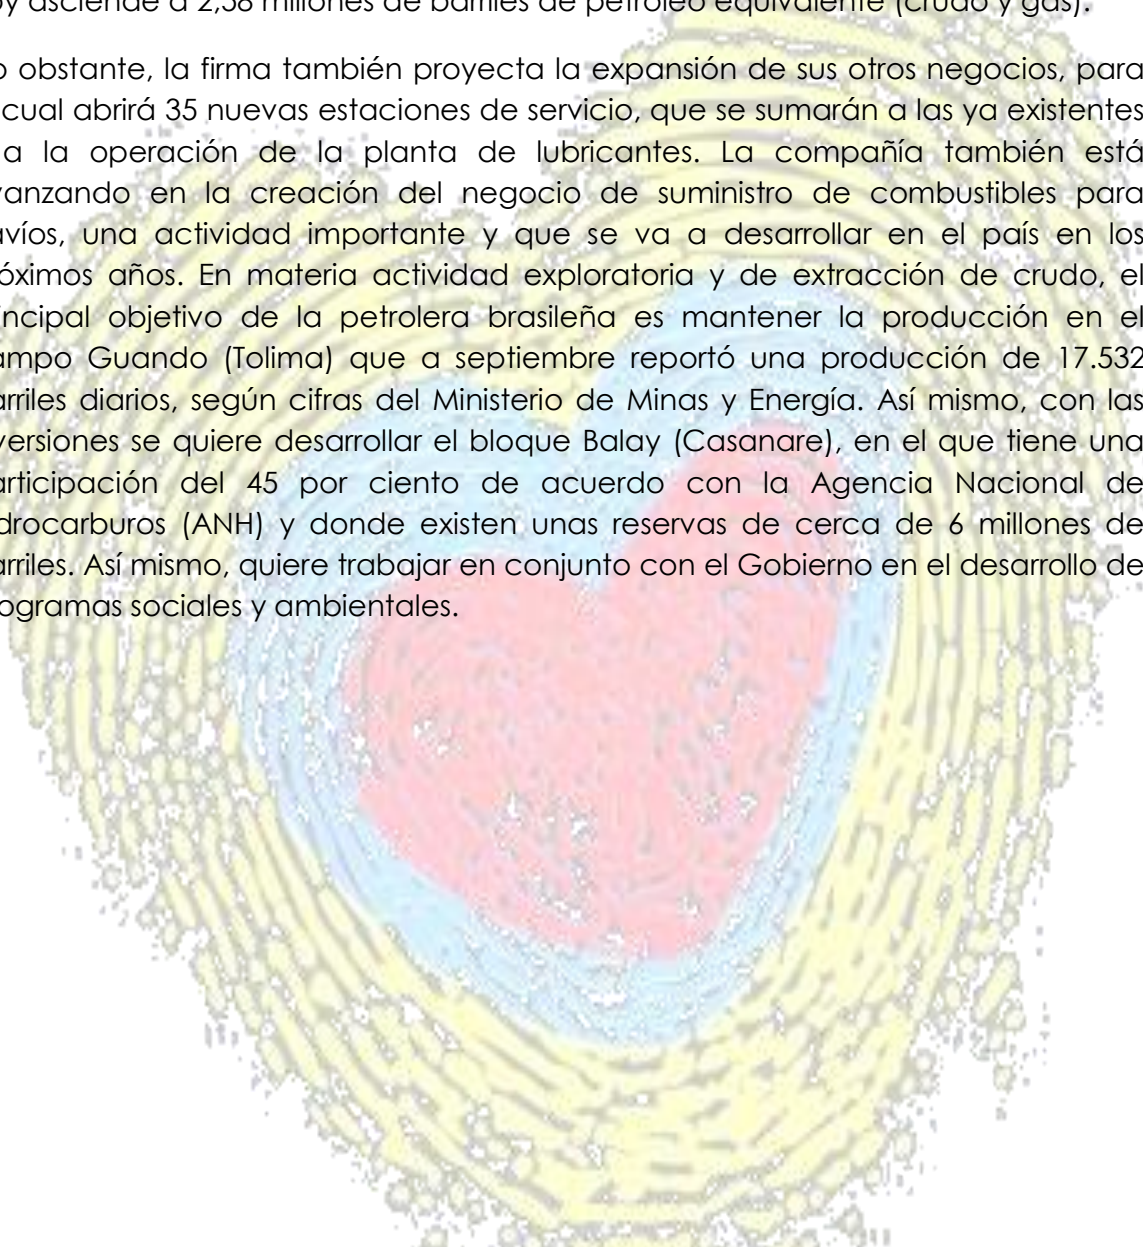 y asciende a 2,58 millones de barriles de petróleo equivalente (crudo y gas).
o obstante, la firma también proyecta la expansión de sus otros negocios, para
cual abrirá 35 nuevas estaciones de servicio, que se sumarán a las ya existentes
a la operación de la planta de lubricantes. La compañía también está
vanzando en la creación del negocio de suministro de combustibles para
avíos, una actividad importante y que se va a desarrollar en el país en los
óximos años. En materia actividad exploratoria y de extracción de crudo, el
incipal objetivo de la petrolera brasileña es mantener la producción en el
ampo Guando (Tolima) que a septiembre reportó una producción de 17.532
arriles diarios, según cifras del Ministerio de Minas y Energía. Así mismo, con las
versiones se quiere desarrollar el bloque Balay (Casanare), en el que tiene una
articipación del 45 por ciento de acuerdo con la Agencia Nacional de
drocarburos (ANH) y donde existen unas reservas de cerca de 6 millones de
arriles. Así mismo, quiere trabajar en conjunto con el Gobierno en el desarrollo de
ogramas sociales y ambientales.